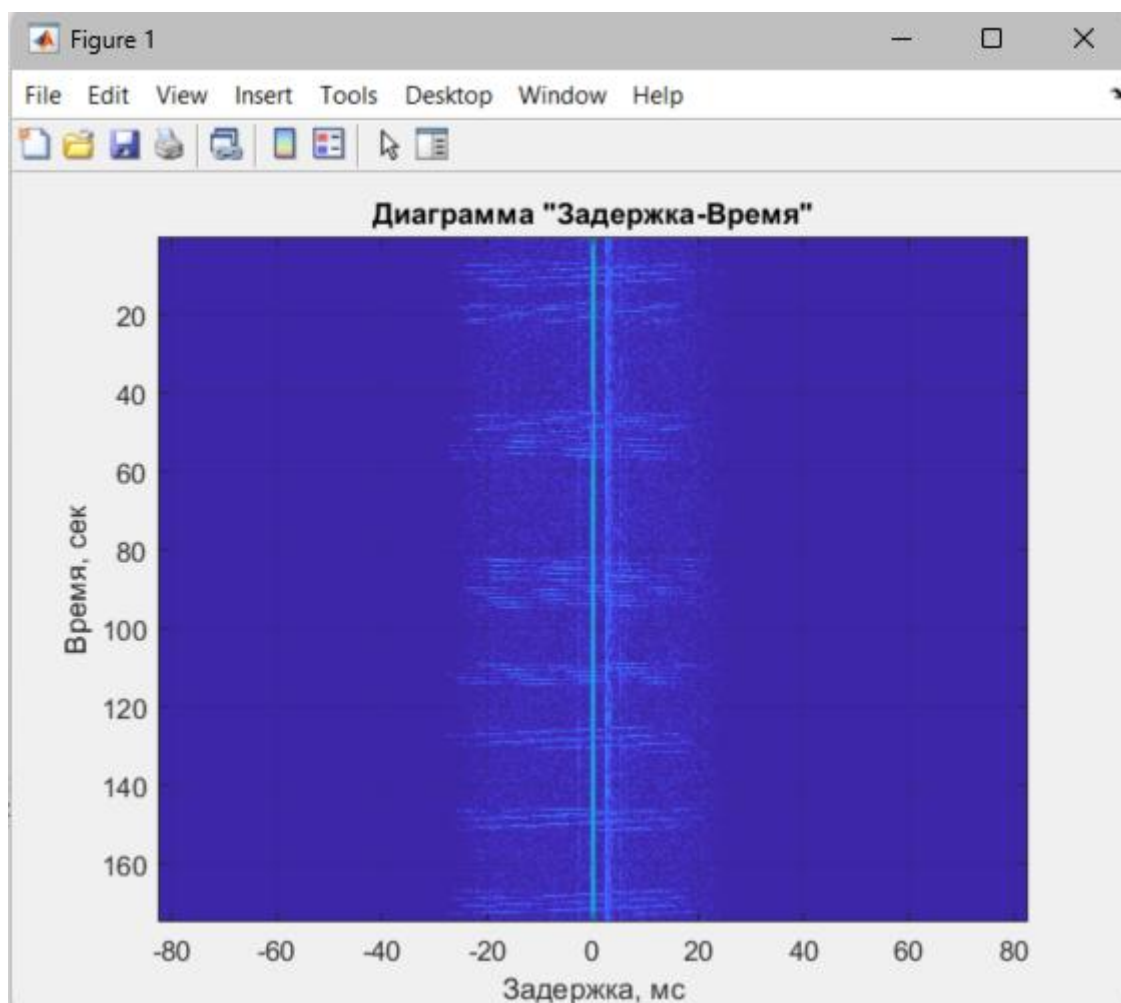 Figure 1
File Edit View Insert Tools Desktop Window Help
Диаграмма "Задержка-Время"
20
40
60
80
100
120
140
160
Время, сек
-80 -60 -40 -20 0 20 40 60 80
Задержка, мс